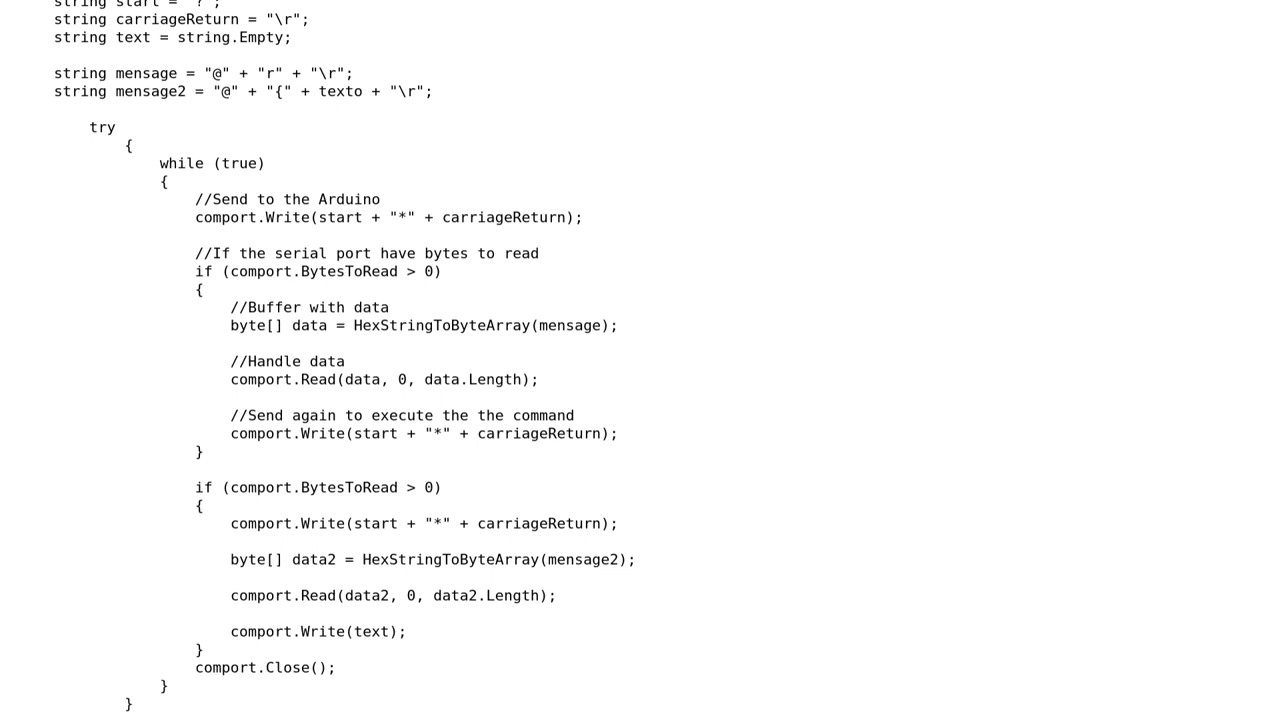 string start = "?";
string carriageReturn = "\r";
string text = string.Empty;
string mensage = "@" + "r" + "\r";
string mensage2 = "@" + "{" + texto + "\r";
try
{
while (true)
{
//Send to the Arduino
comport.Write(start + "*" + carriageReturn);
//If the serial port have bytes to read
if (comport.BytesToRead > 0)
{
//Buffer with data
byte[] data = HexStringToByteArray(mensage);
//Handle data
comport.Read(data, 0, data.Length);
//Send again to execute the the command
comport.Write(start + "*" + carriageReturn);
}
if (comport.BytesToRead > 0)
{
comport.Write(start + "*" + carriageReturn);
byte[] data2 = HexStringToByteArray(mensage2);
comport.Read(data2, 0, data2.Length);
comport.Write(text);
}
comport.Close();
}
}